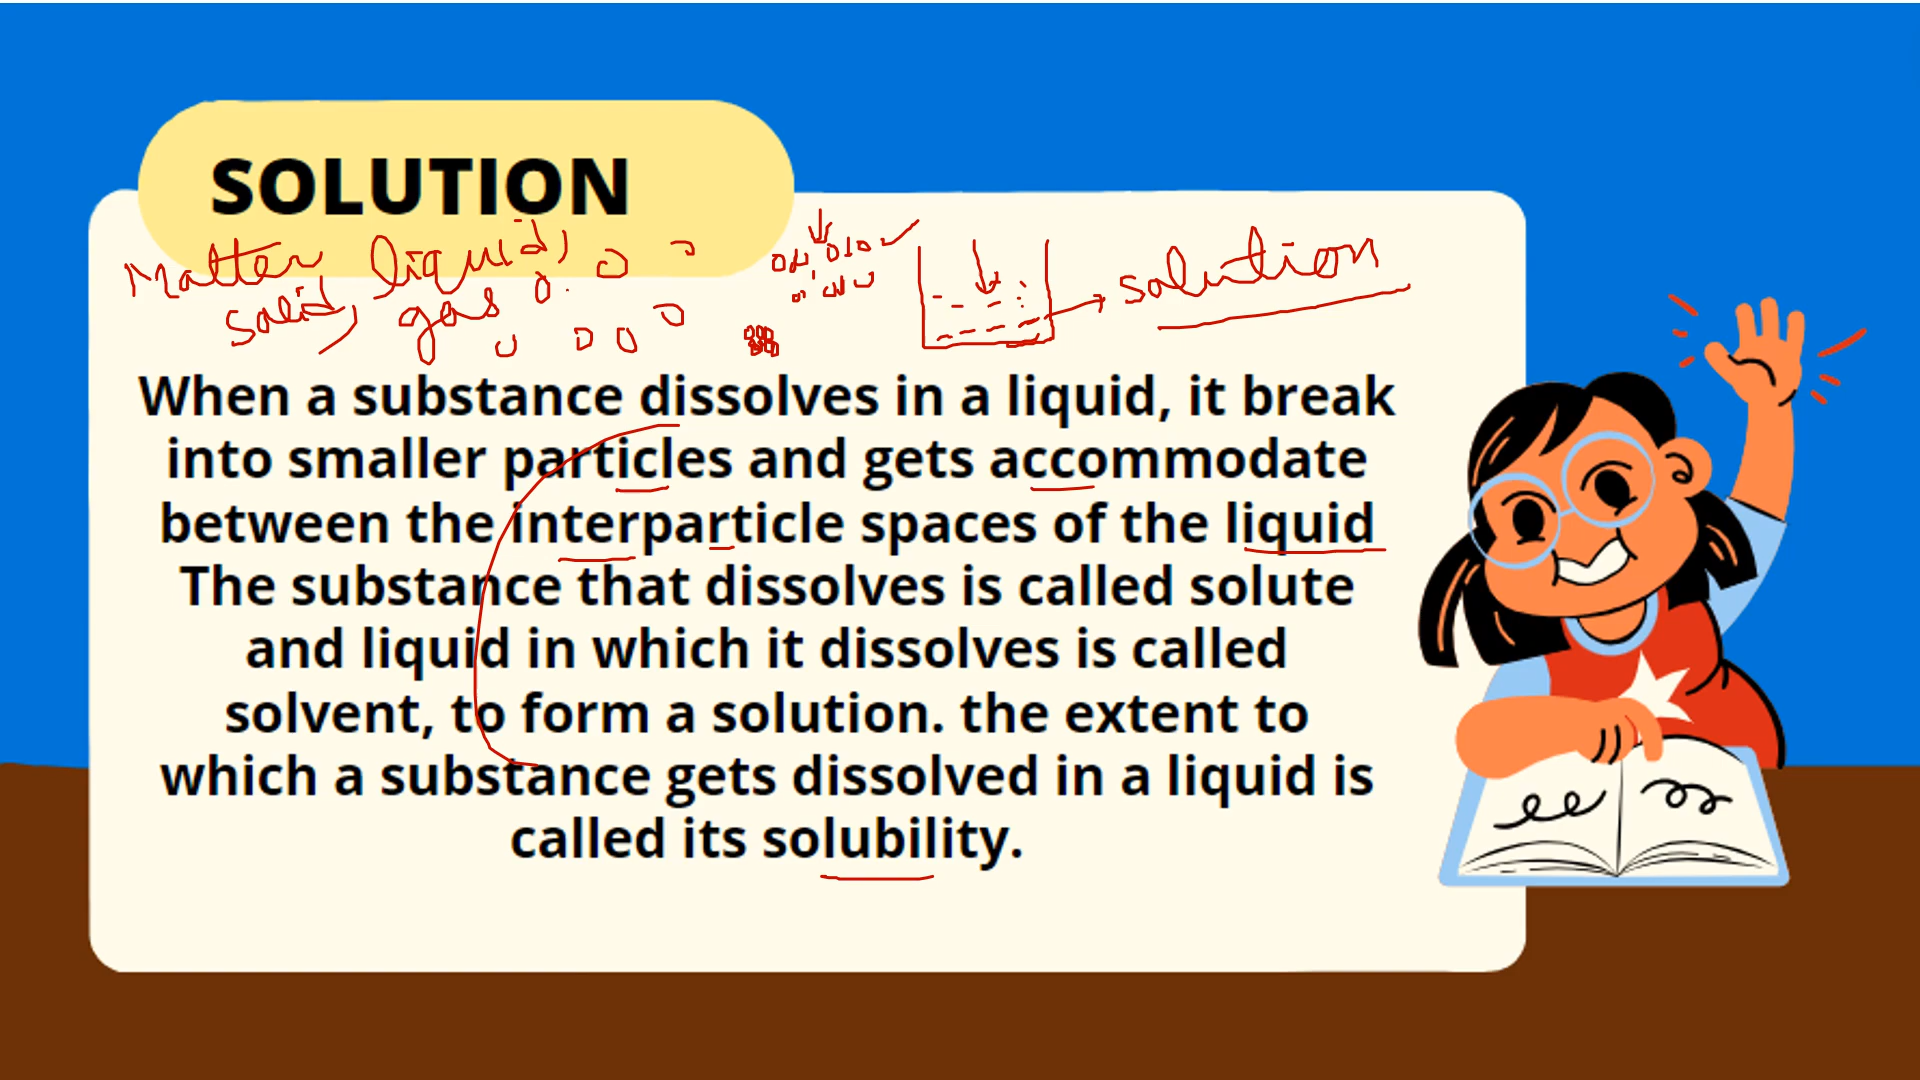 SOLUTION
Matter liquid,
solid, gas
solution
When a substance dissolves in a liquid, it break
into smaller particles and gets accommodate
between the interparticle spaces of the liquid
The substance that dissolves is called solute
and liquid in which it dissolves is called
solvent, to form a solution. the extent to
which a substance gets dissolved in a liquid is
called its solubility.